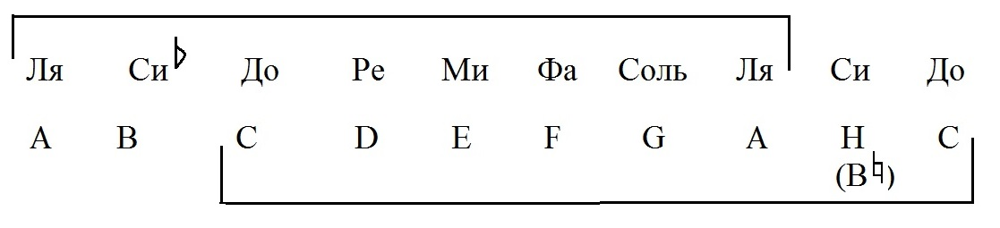 Ля Си♭ До Ре Ми Фа Соль Ля Си До
A B C D E F G A H C
(B♮)